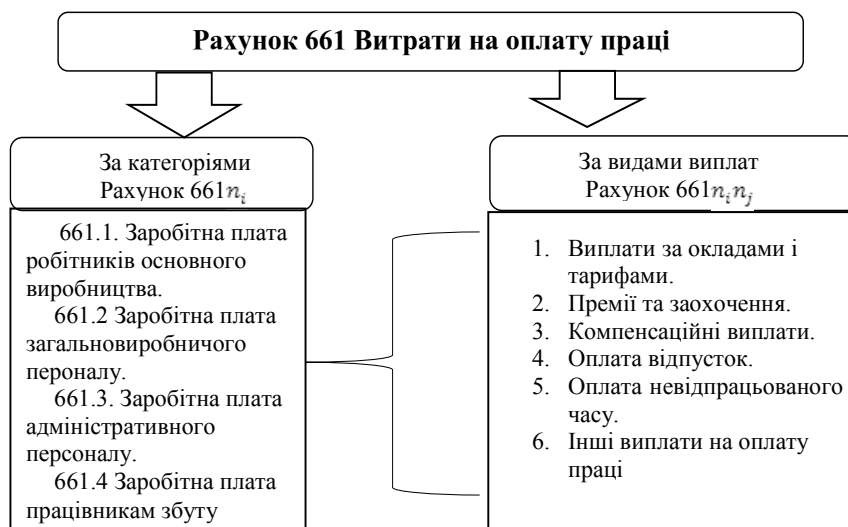 Рахунок 661 Витрати на оплату праці
За категоріями
Рахунок 661nᵢ
661.1. Заробітна плата
робітників основного
виробництва.
661.2 Заробітна плата
загальновиробничого
пероналу.
661.3. Заробітна плата
адміністративного
персоналу.
661.4 Заробітна плата
працівникам збуту
За видами виплат
Рахунок 661nᵢnⱼ
1. Виплати за окладами і
тарифами.
2. Премії та заохочення.
3. Компенсаційні виплати.
4. Оплата відпусток.
5. Оплата невідпрацьованого
часу.
6. Інші виплати на оплату
праці